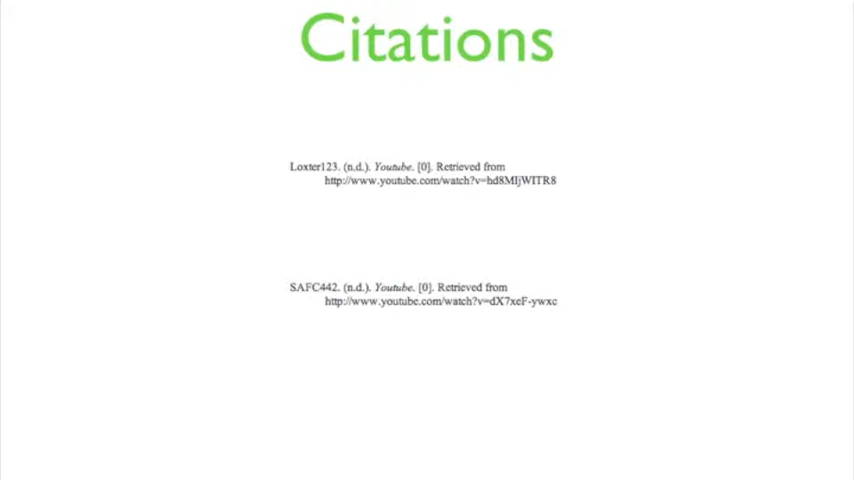 Citations
Loxter123. (n.d.). Youtube. [0]. Retrieved from
http://www.youtube.com/watch?v=hd8MIjWITR8
SAFC442. (n.d.). Youtube. [0]. Retrieved from
http://www.youtube.com/watch?v=dX7xeF-ywxc